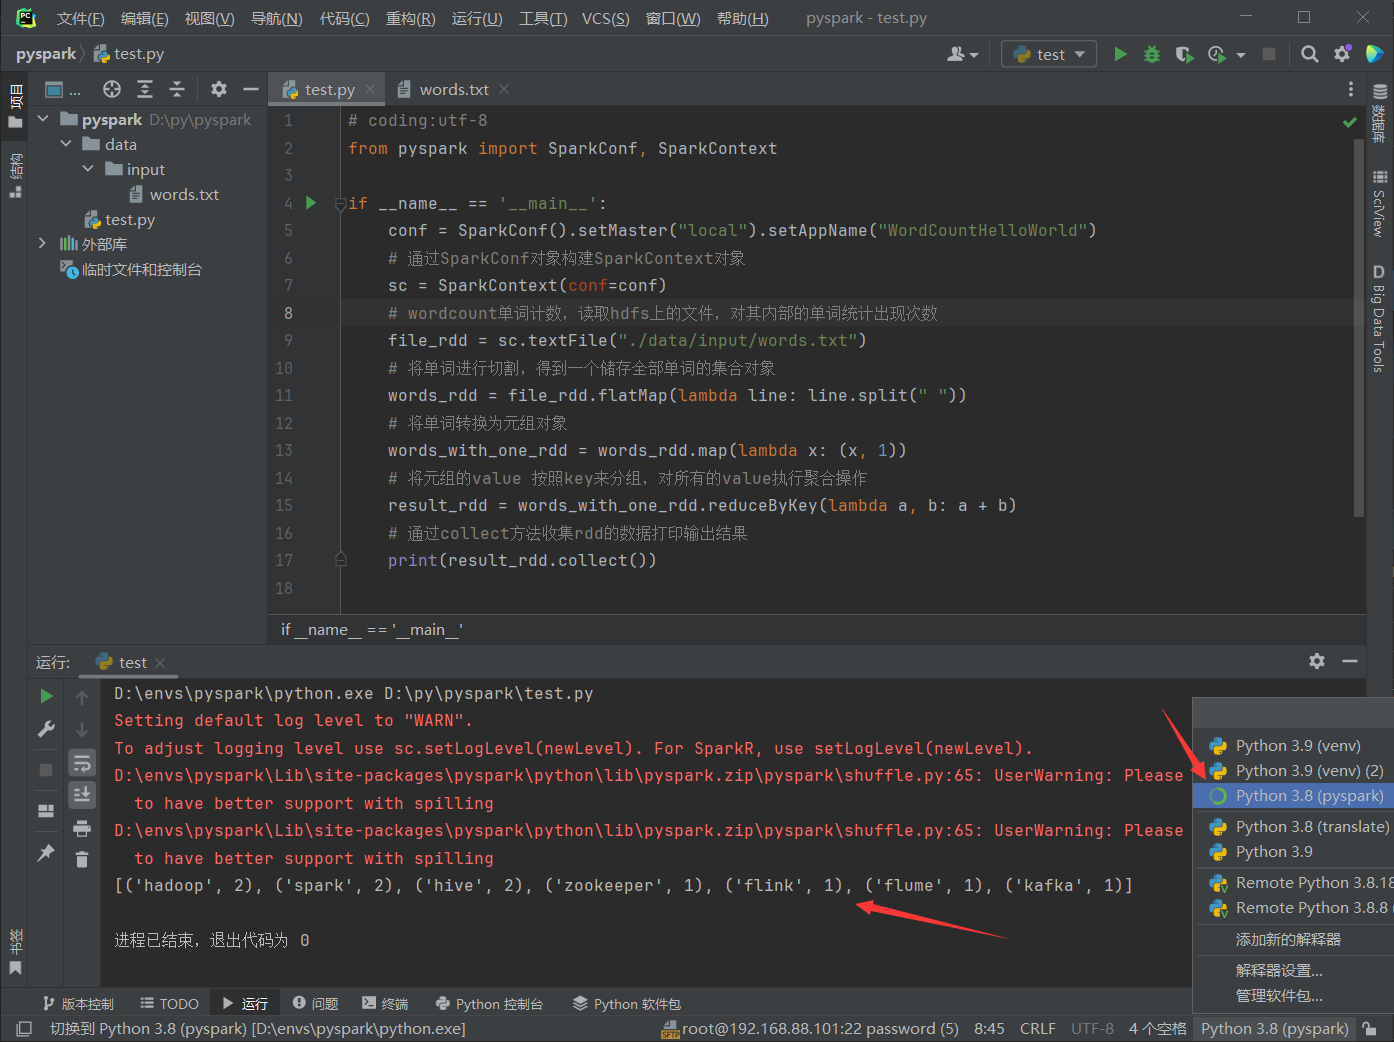 文件(F) 编辑(E) 视图(V) 导航(N) 代码(C) 重构(R) 运行(U) 工具(T) VCS(S) 窗口(W) 帮助(H) pyspark - test.py
pyspark test.py
test
项目
结构
书签
...
pyspark D:\py\pyspark
data
input
words.txt
test.py
外部库
临时文件和控制台
test.py
words.txt
1 # coding:utf-8
2 from pyspark import SparkConf, SparkContext
3
4 if __name__ == '__main__':
5 conf = SparkConf().setMaster("local").setAppName("WordCountHelloWorld")
6 # 通过SparkConf对象构建SparkContext对象
7 sc = SparkContext(conf=conf)
8 # wordcount单词计数，读取hdfs上的文件，对其内部的单词统计出现次数
9 file_rdd = sc.textFile("./data/input/words.txt")
10 # 将单词进行切割，得到一个储存全部单词的集合对象
11 words_rdd = file_rdd.flatMap(lambda line: line.split(" "))
12 # 将单词转换为元组对象
13 words_with_one_rdd = words_rdd.map(lambda x: (x, 1))
14 # 将元组的value 按照key来分组，对所有的value执行聚合操作
15 result_rdd = words_with_one_rdd.reduceByKey(lambda a, b: a + b)
16 # 通过collect方法收集rdd的数据打印输出结果
17 print(result_rdd.collect())
18
if __name__ == '__main__'
数据库
SciView
D Big Data Tools
运行: test
D:\envs\pyspark\python.exe D:\py\pyspark\test.py
Setting default log level to "WARN".
To adjust logging level use sc.setLogLevel(newLevel). For SparkR, use setLogLevel(newLevel).
D:\envs\pyspark\Lib\site-packages\pyspark\python\lib\pyspark.zip\pyspark\shuffle.py:65: UserWarning: Please
to have better support with spilling
D:\envs\pyspark\Lib\site-packages\pyspark\python\lib\pyspark.zip\pyspark\shuffle.py:65: UserWarning: Please
to have better support with spilling
[('hadoop', 2), ('spark', 2), ('hive', 2), ('zookeeper', 1), ('flink', 1), ('flume', 1), ('kafka', 1)]
进程已结束，退出代码为 0
Python 3.9 (venv)
Python 3.9 (venv) (2)
Python 3.8 (pyspark)
Python 3.8 (translate)
Python 3.9
Remote Python 3.8.18
Remote Python 3.8.8 (
添加新的解释器
解释器设置...
管理软件包...
版本控制 TODO 运行 问题 终端 Python 控制台 Python 软件包
切换到 Python 3.8 (pyspark) [D:\envs\pyspark\python.exe] SFTP root@192.168.88.101:22 password (5) 8:45 CRLF UTF-8 4 个空格 Python 3.8 (pyspark)